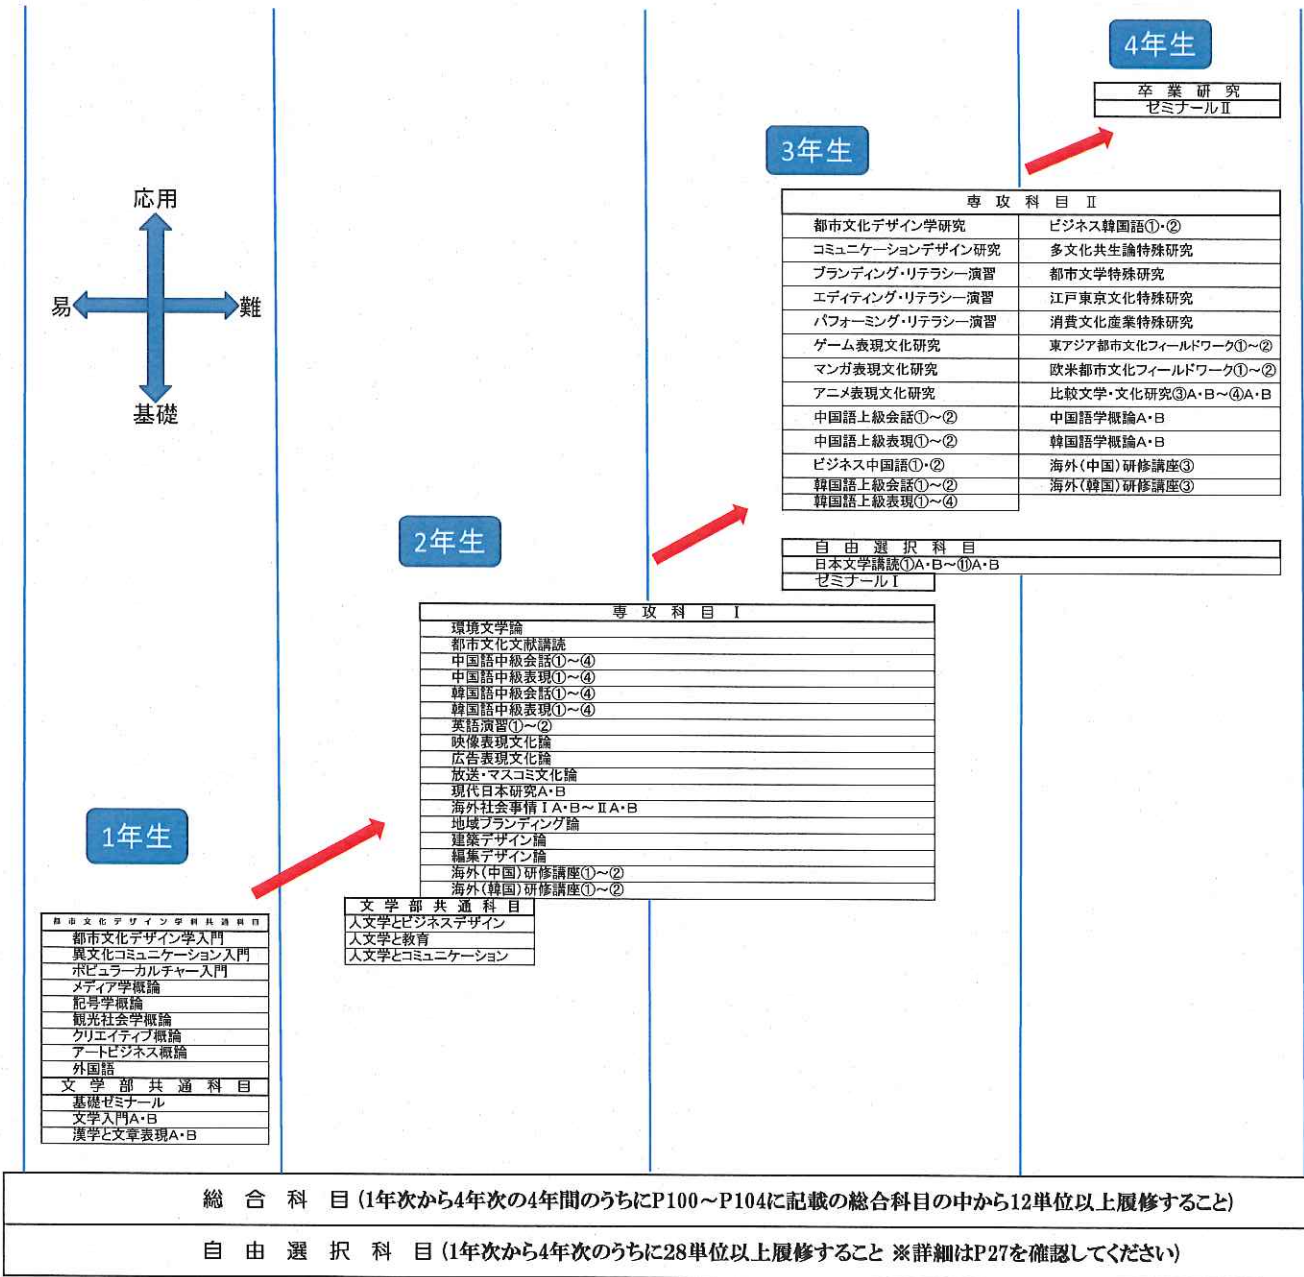 4年生
卒業研究
ゼミナールⅡ
3年生
専攻科目Ⅱ
都市文化デザイン学研究
ビジネス韓国語①・②
コミュニケーションデザイン研究
多文化共生論特殊研究
ブランディング・リテラシー演習
都市文学特殊研究
エディティング・リテラシー演習
江戸東京文化特殊研究
パフォーミング・リテラシー演習
消費文化産業特殊研究
ゲーム表現文化研究
東アジア都市文化フィールドワーク①～②
マンガ表現文化研究
欧米都市文化フィールドワーク①～②
アニメ表現文化研究
比較文学・文化研究③A・B～④A・B
中国語上級会話①～②
中国語学概論A・B
中国語上級表現①～②
韓国語学概論A・B
ビジネス中国語①・②
海外(中国)研修講座③
韓国語上級会話①～②
海外(韓国)研修講座③
韓国語上級表現①～④
自由選択科目
日本文学講読①A・B～⑪A・B
ゼミナールⅠ
応用
易
難
基礎
2年生
専攻科目Ⅰ
環境文学論
都市文化文献講読
中国語中級会話①～④
中国語中級表現①～④
韓国語中級会話①～④
韓国語中級表現①～④
英語演習①～②
映像表現文化論
広告表現文化論
放送・マスコミ文化論
現代日本研究A・B
海外社会事情ⅠA・B～ⅡA・B
地域ブランディング論
建築デザイン論
編集デザイン論
海外(中国)研修講座①～②
海外(韓国)研修講座①～②
文学部共通科目
人文学とビジネスデザイン
人文学と教育
人文学とコミュニケーション
1年生
都市文化デザイン学科共通科目
都市文化デザイン学入門
異文化コミュニケーション入門
ポピュラーカルチャー入門
メディア学概論
記号学概論
観光社会学概論
クリエイティブ概論
アートビジネス概論
外国語
文学部共通科目
基礎ゼミナール
文学入門A・B
漢学と文章表現A・B
総合科目(1年次から4年次の4年間のうちにP100～P104に記載の総合科目の中から12単位以上履修すること)
自由選択科目(1年次から4年次のうちに28単位以上履修すること ※詳細はP27を確認してください)